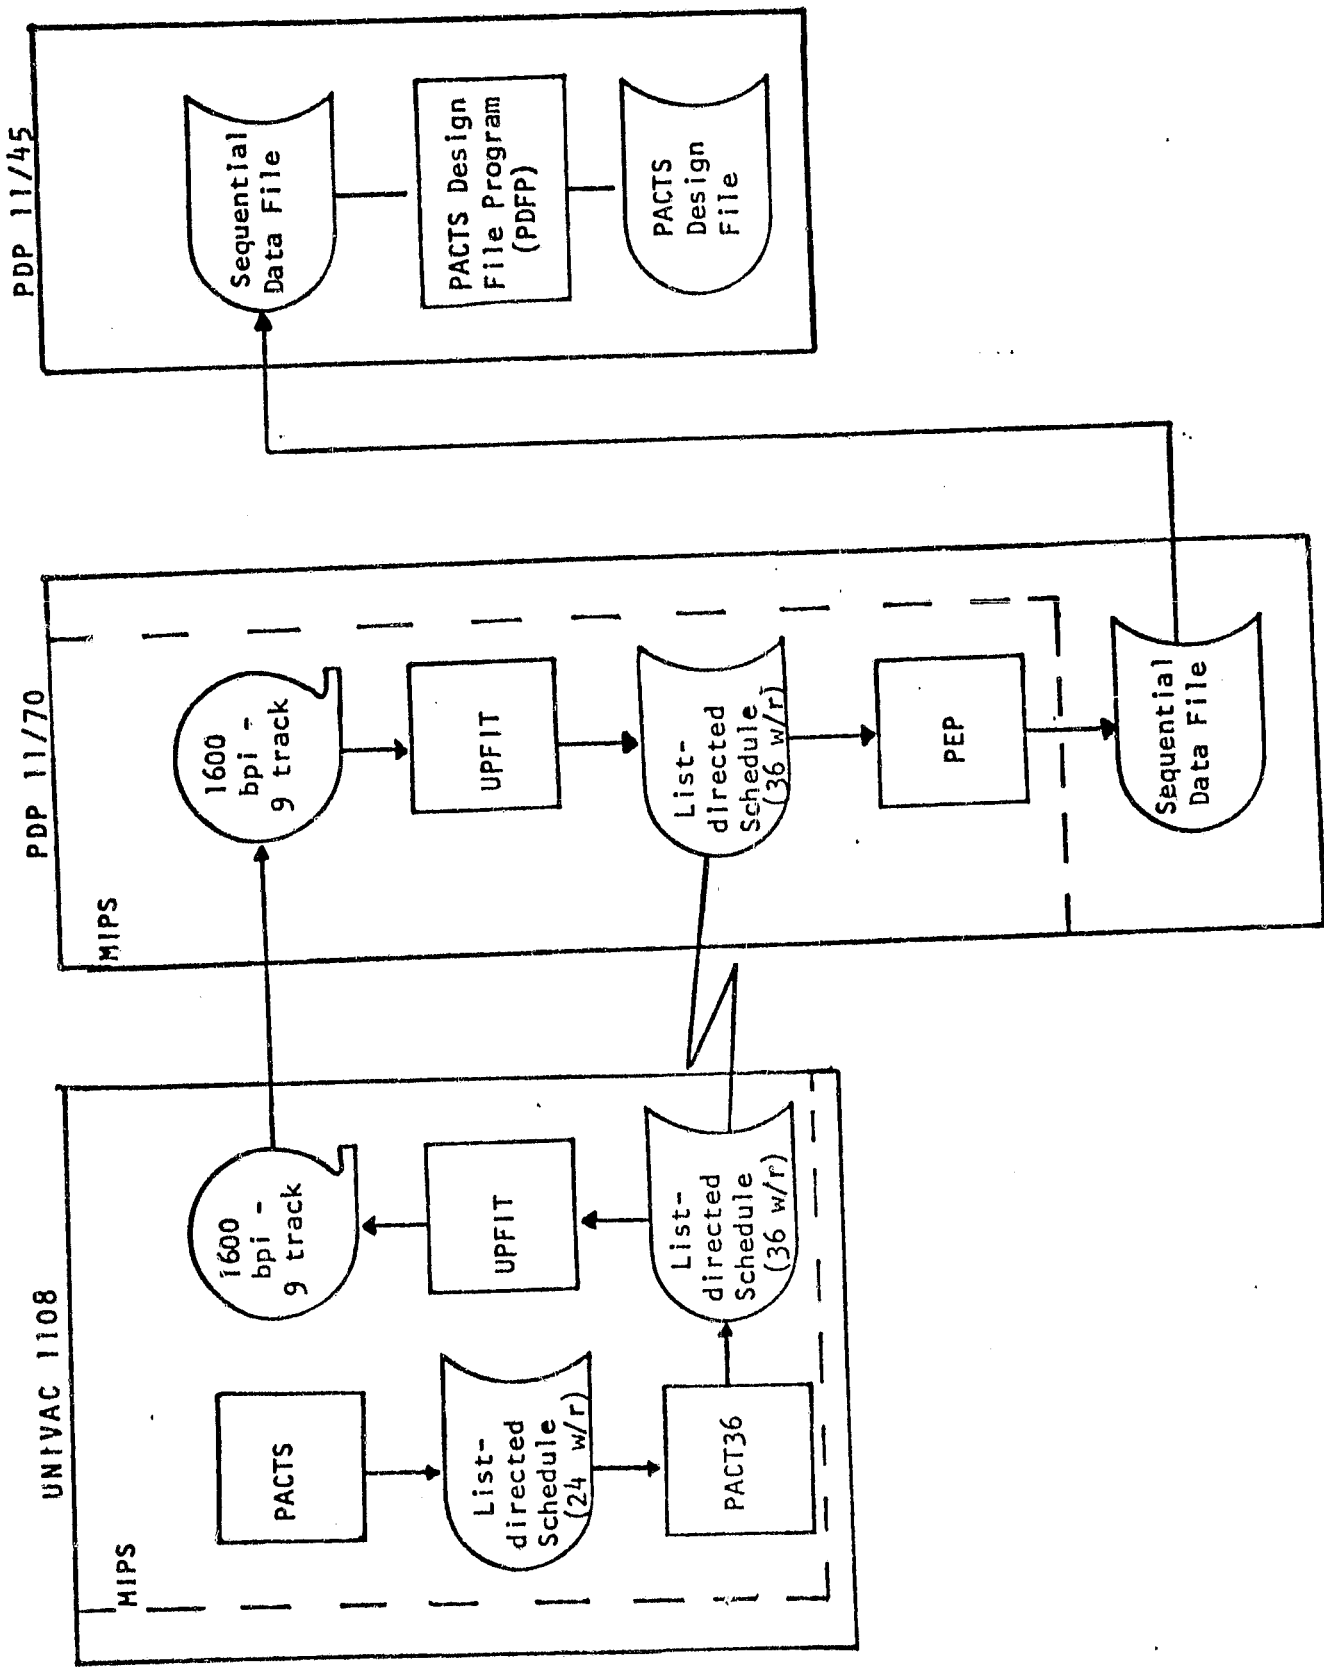 UNIVAC 1108
MIPS
PACTS
List-
directed
Schedule
(24 w/r)
PACT36
1600
bpi -
9 track
UPFIT
List-
directed
Schedule
(36 w/r)
PDP 11/70
MIPS
1600
bpi -
9 track
UPFIT
List-
directed
Schedule
(36 w/r)
PEP
Sequential
Data File
PDP 11/45
Sequential
Data File
PACTS Design
File Program
(PDFP)
PACTS
Design
File